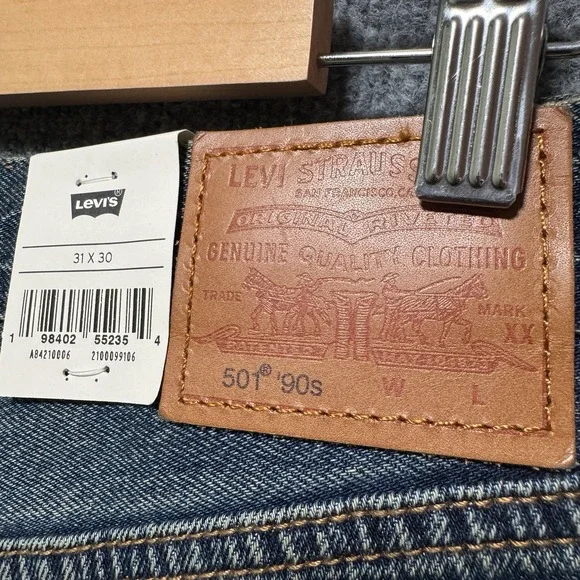 LEVI'S®
31 X 30
1 98402 55235 4
A84210006 2100099106
LEVI STRAUSS
SAN FRANCISCO, CA
ORIGINAL RIVETED
GENUINE QUALITY CLOTHING
TRADE MARK
XX
501® '90s W L